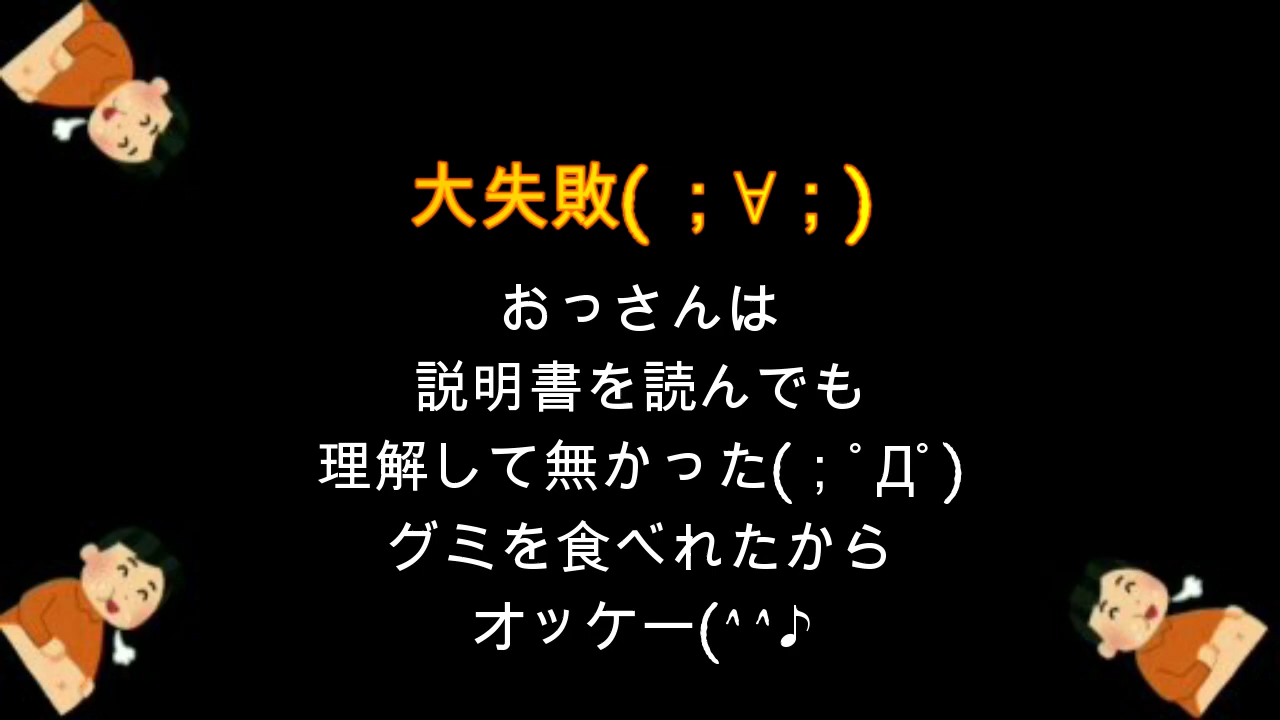 大失敗( ；∀；)
おっさんは
説明書を読んでも
理解して無かった( ; ﾟДﾟ)
グミを食べれたから
オッケー(^^♪